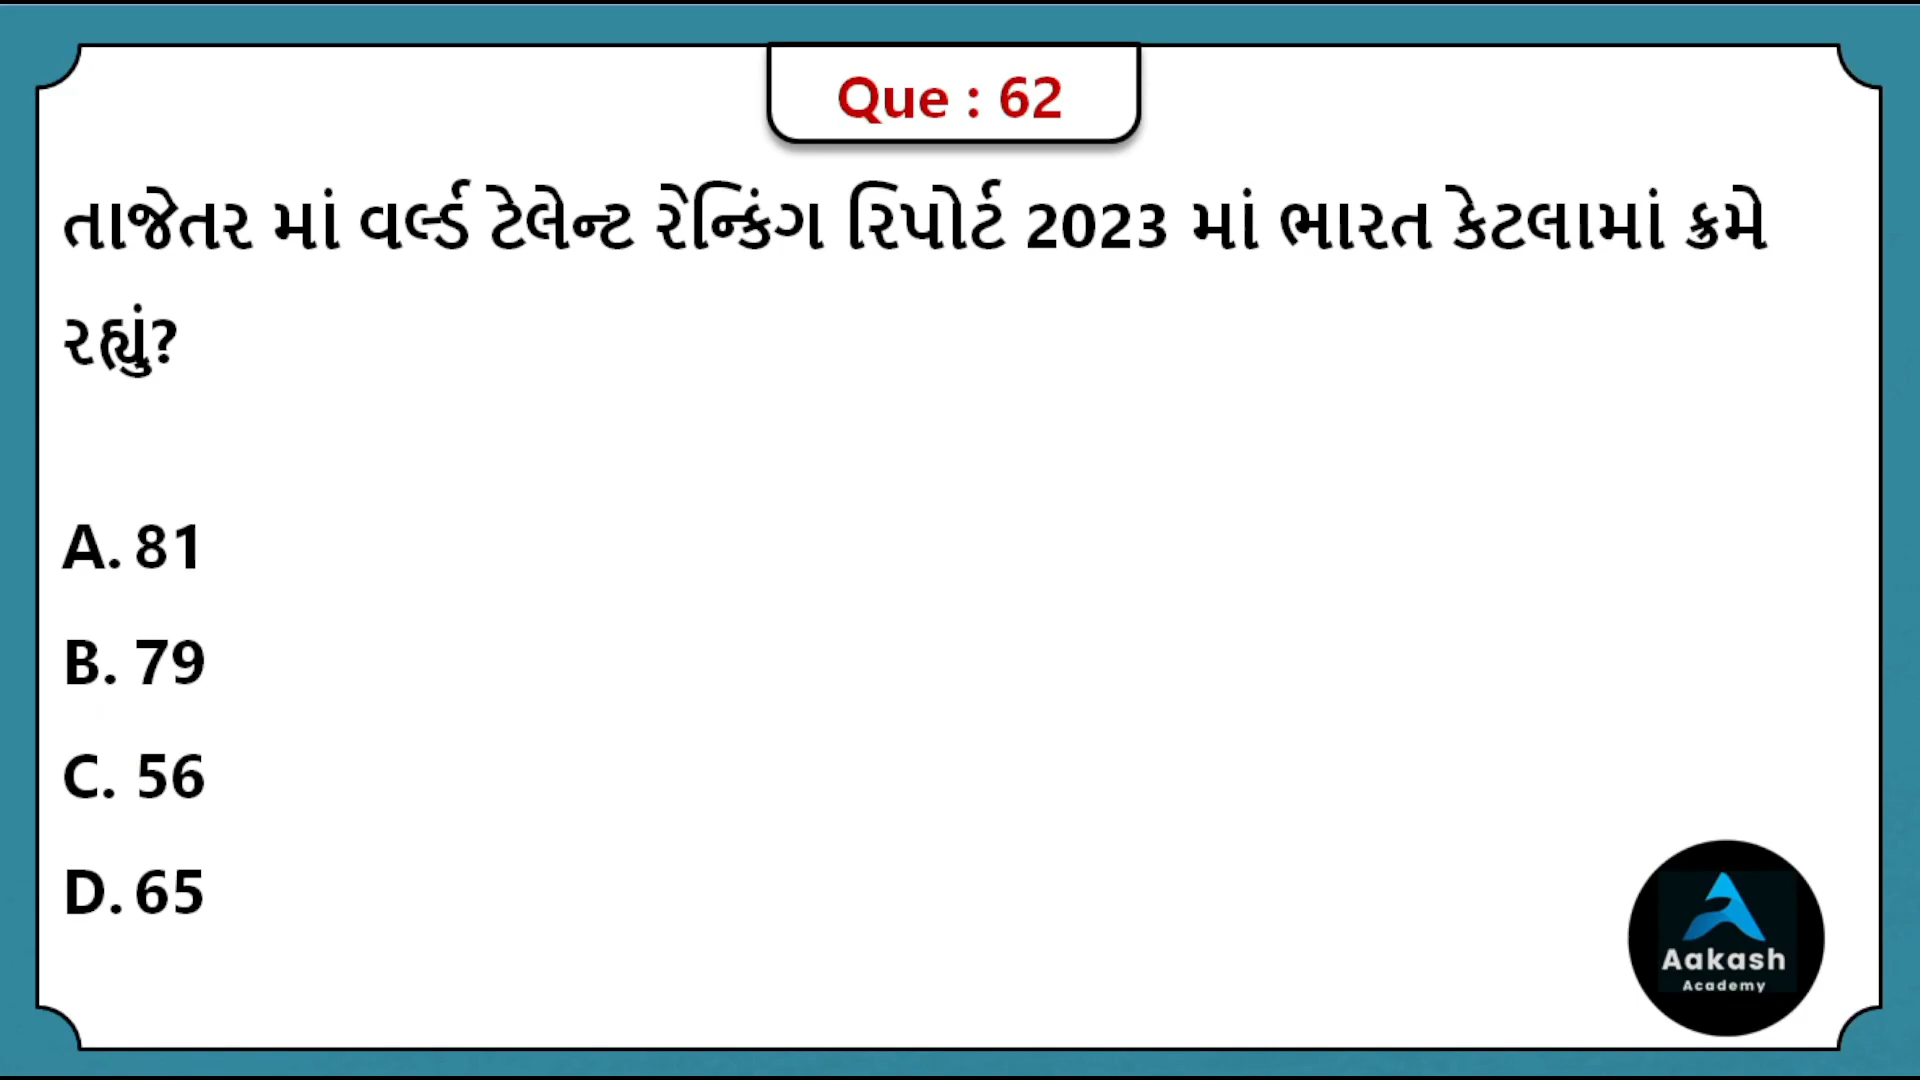 Que : 62
તાજેતર માં વર્લ્ડ ટેલેન્ટ રેન્કિંગ રિપોર્ટ 2023 માં ભારત કેટલામાં ક્રમે
રહ્યું?
A. 81
B. 79
C. 56
D. 65
Aakash
Academy